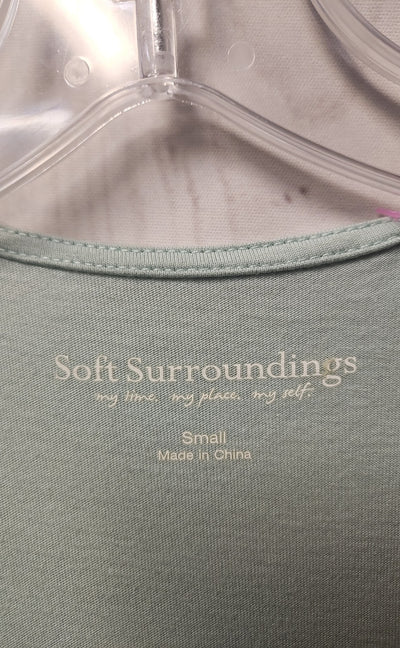 Soft Surroundings
my time. my place. my self.
Small
Made in China